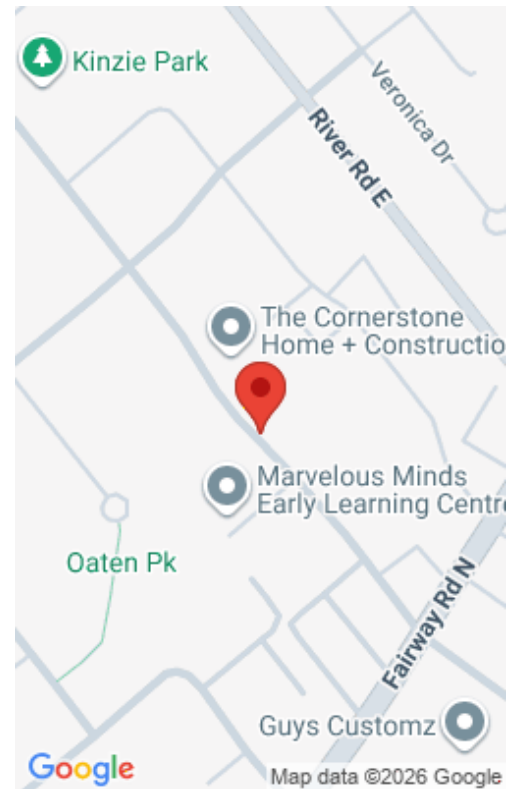 Kinzie Park
Veronica Dr
River Rd E
The Cornerstone
Home + Constructio
Marvelous Minds
Early Learning Centre
Oaten Pk
Fairway Rd N
Guys Customz
Google
Map data ©2026 Google